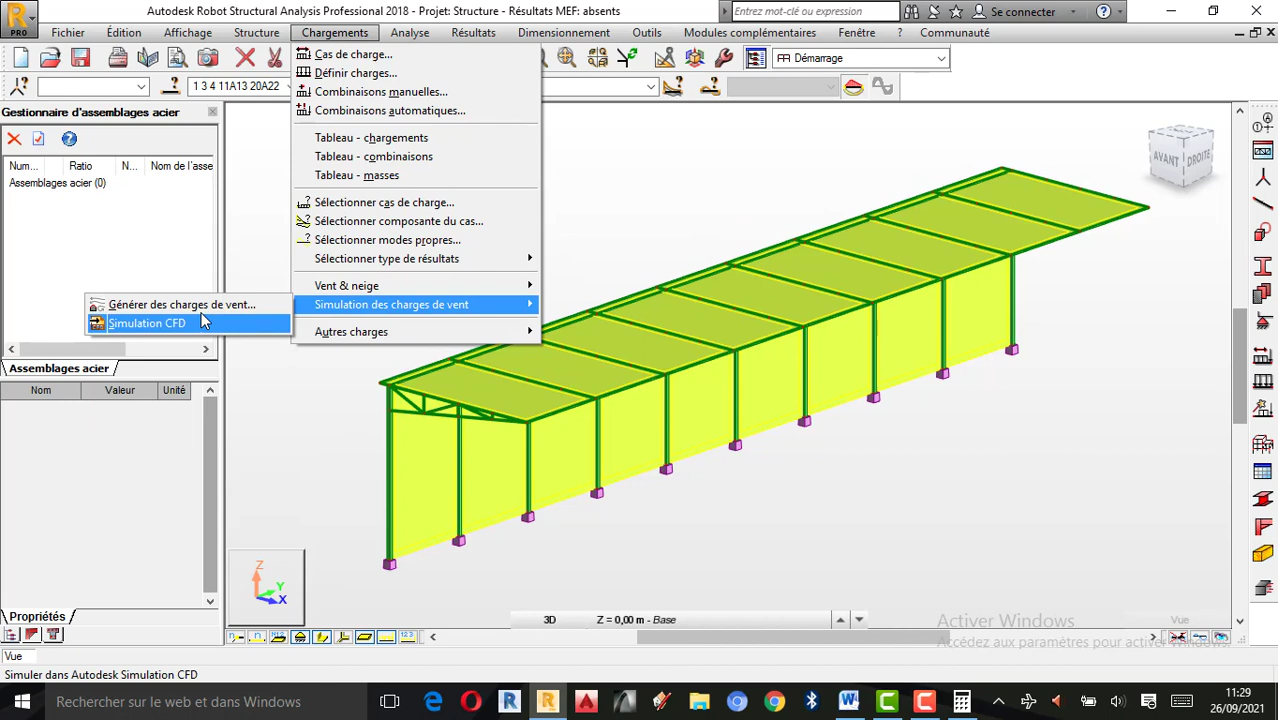 Autodesk Robot Structural Analysis Professional 2018 - Projet: Structure - Résultats MEF: absents
Entrez mot-clé ou expression
Se connecter
PRO
Fichier
Édition
Affichage
Structure
Chargements
Analyse
Résultats
Dimensionnement
Outils
Modules complémentaires
Fenêtre
?
Communauté
Démarrage
1 3 4 11A13 20A22
Cas de charge...
Définir charges...
Combinaisons manuelles...
Combinaisons automatiques...
Tableau - chargements
Tableau - combinaisons
Tableau - masses
Sélectionner cas de charge...
Sélectionner composante du cas...
Sélectionner modes propres...
Sélectionner type de résultats
Vent & neige
Simulation des charges de vent
Autres charges
Générer des charges de vent...
Simulation CFD
Gestionnaire d'assemblages acier
Num...
Ratio
N...
Nom de l'asse
Assemblages acier (0)
Assemblages acier
Nom
Valeur
Unité
Propriétés
AVANT
DROITE
Z
Y
X
3D
Z = 0,00 m - Base
Vue
Activer Windows
Accédez aux paramètres pour activer Windows.
Vue
Simuler dans Autodesk Simulation CFD
Rechercher sur le web et dans Windows
11:29
26/09/2021